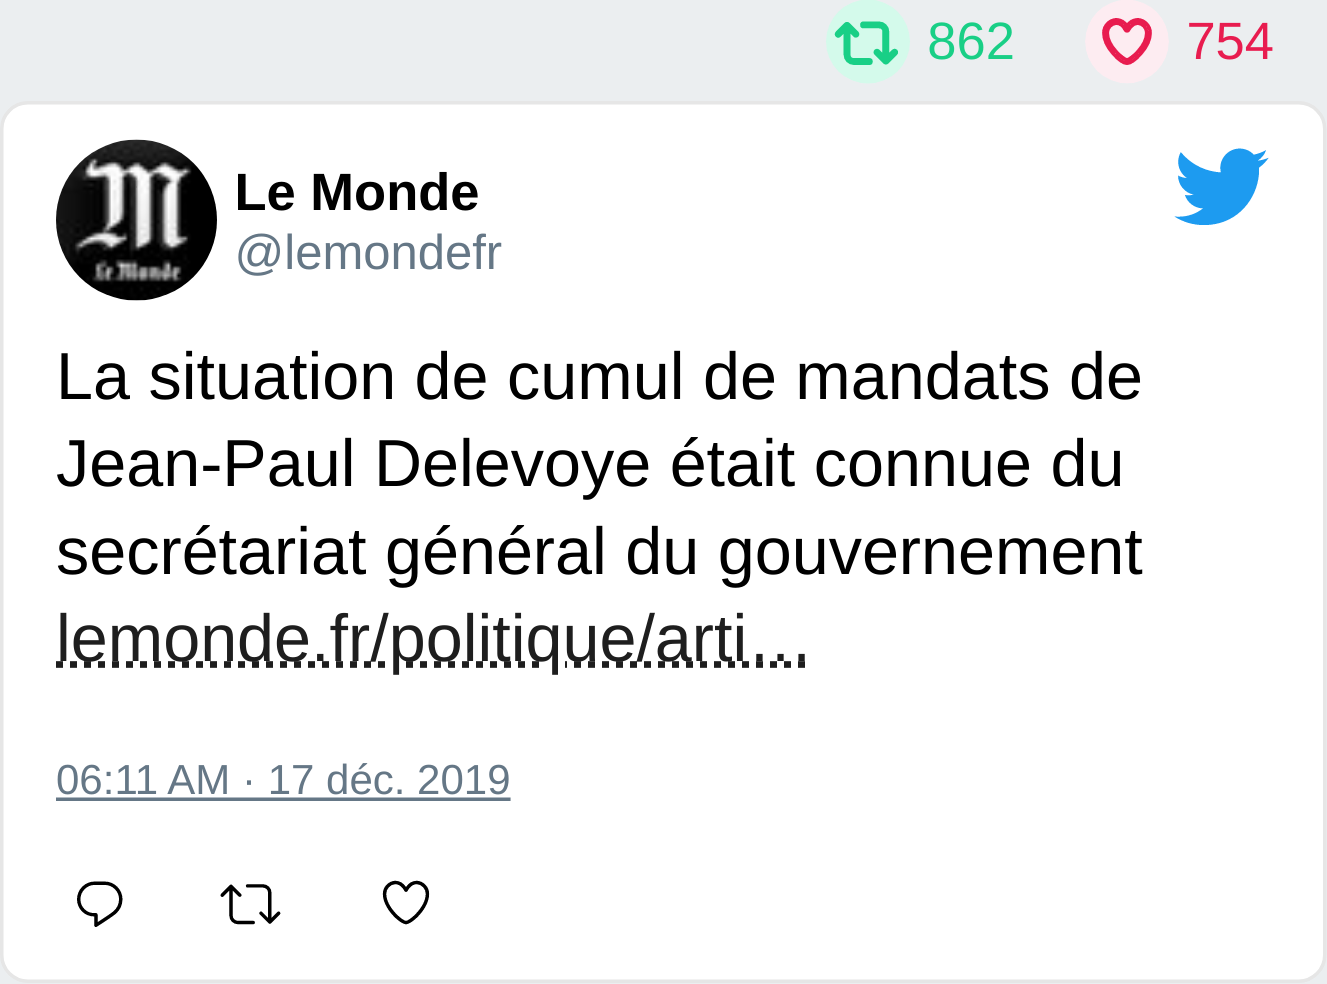 862 754
Le Monde
Le Monde
@lemondefr
La situation de cumul de mandats de
Jean-Paul Delevoye était connue du
secrétariat général du gouvernement
lemonde.fr/politique/arti…
06:11 AM · 17 déc. 2019